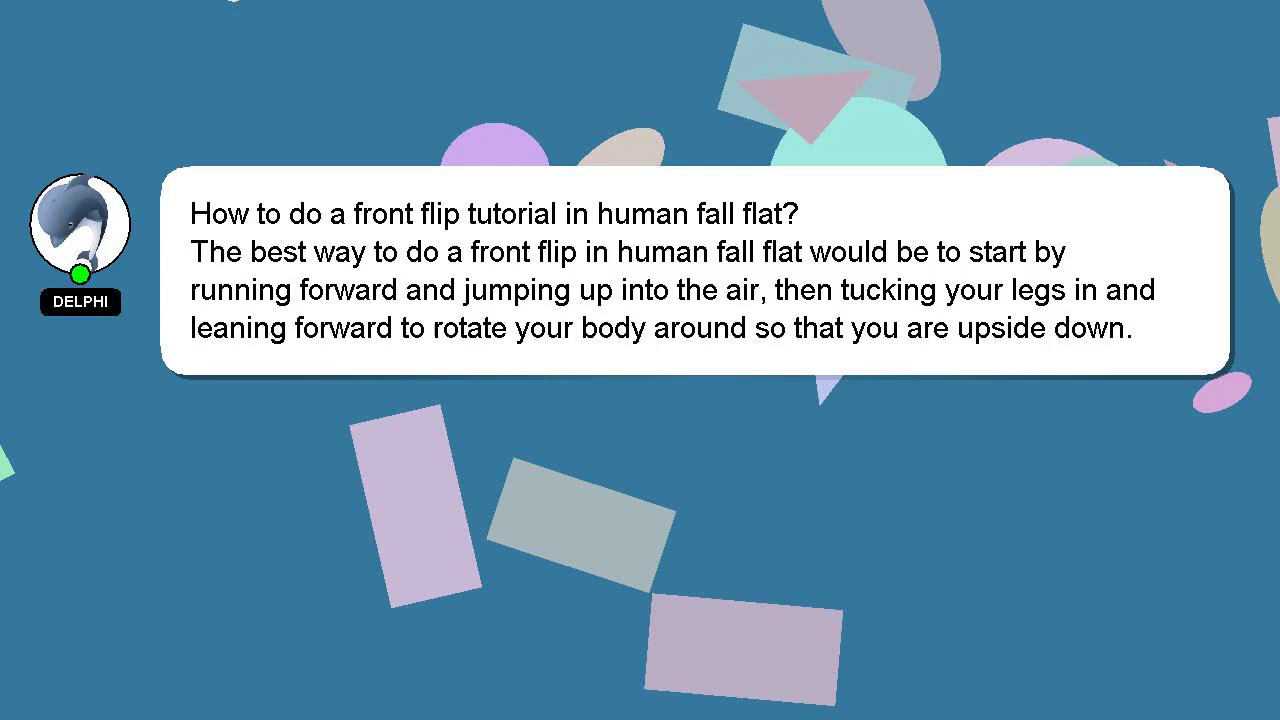 How to do a front flip tutorial in human fall flat?
The best way to do a front flip in human fall flat would be to start by
running forward and jumping up into the air, then tucking your legs in and
leaning forward to rotate your body around so that you are upside down.
DELPHI